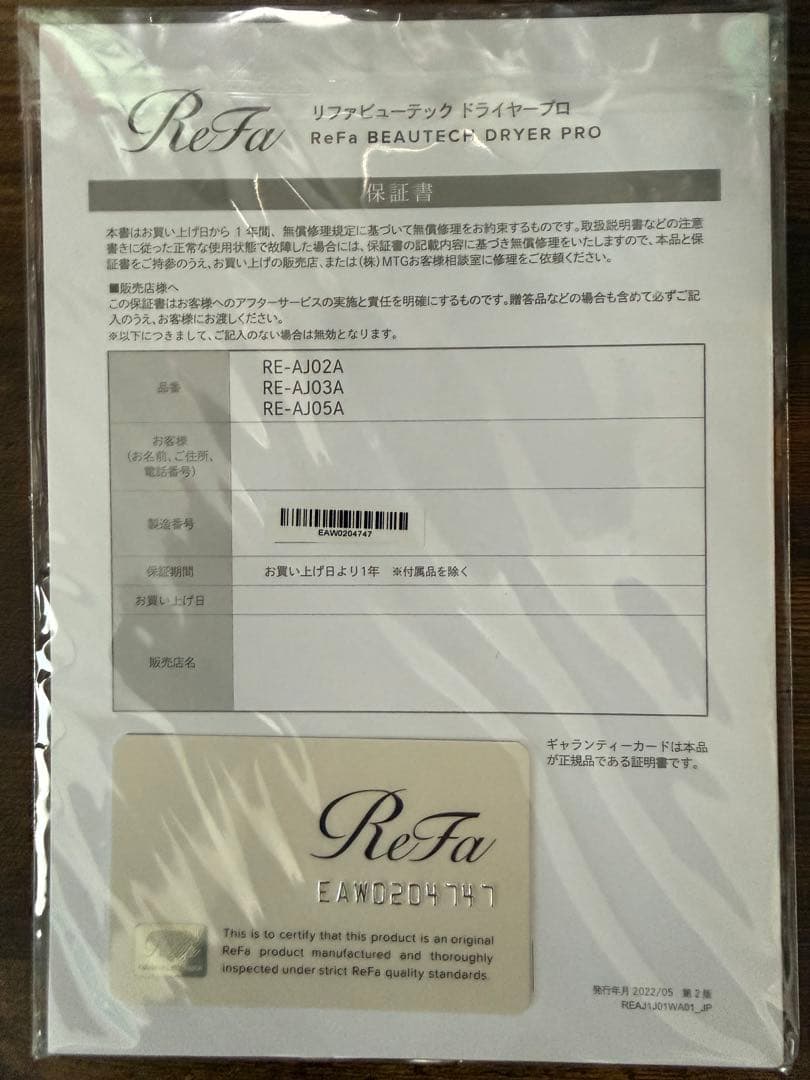 ReFa
リファビューテック ドライヤープロ
ReFa BEAUTECH DRYER PRO
保証書
本書はお買い上げ日から1年間、無償修理規定に基づいて無償修理をお約束するものです。取扱説明書などの注意
書きに従った正常な使用状態で故障した場合には、保証書の記載内容に基づき無償修理をいたしますので、本品と保
証書をご持参のうえ、お買い上げの販売店、または(株)MTGお客様相談室に修理をご依頼ください。
■販売店様へ
この保証書はお客様へのアフターサービスの実施と責任を明確にするものです。贈答品などの場合も含めて必ずご記
入のうえ、お客様にお渡しください。
※以下につきまして、ご記入のない場合は無効となります。
品番
RE-AJ02A
RE-AJ03A
RE-AJ05A
お客様
(お名前、ご住所、
電話番号)
製造番号
EAW0204747
保証期間
お買い上げ日より1年 ※付属品を除く
お買い上げ日
販売店名
ギャランティーカードは本品
が正規品である証明書です。
ReFa
EAW0204747
This is to certify that this product is an original
ReFa product manufactured and thoroughly
inspected under strict ReFa quality standards.
発行年月 2022/05 第2版
REAJ1J01WA01_JP